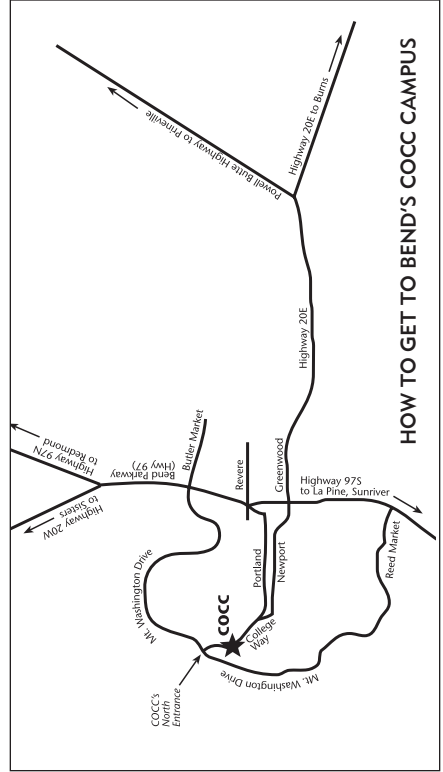 Powell Butte Highway to Prineville
Highway 20E to Burns
HOW TO GET TO BEND'S COCC CAMPUS
Highway 20E
Highway 97N
to Redmond
Highway 20W
to Sisters
Bend Parkway
(Hwy 97)
Butler Market
Revere
Greenwood
Highway 97S
to La Pine, Sunriver
Mt. Washington Drive
Portland
Newport
Reed Market
COCC
College
Way
Mt. Washington Drive
COCC's
North
Entrance